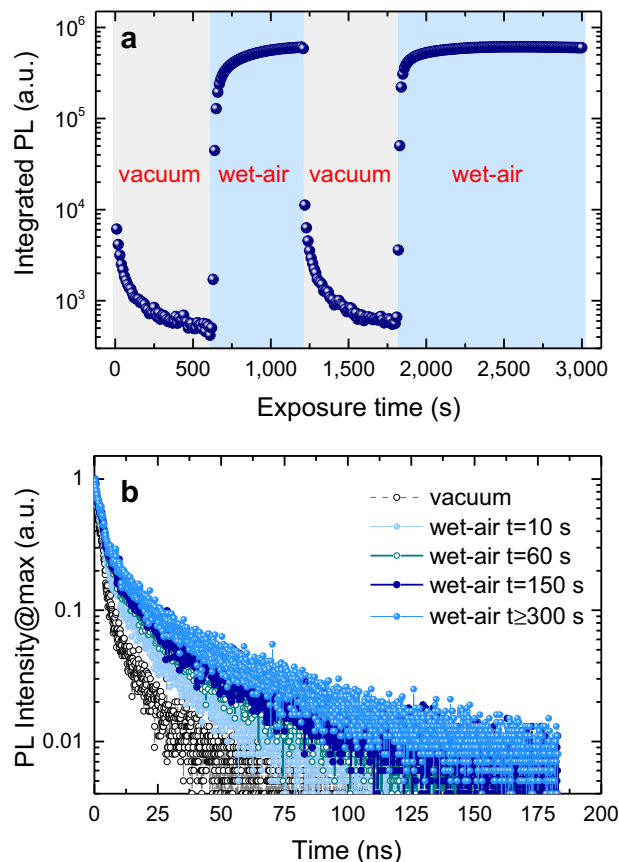 a
Integrated PL (a.u.)
10^6
10^5
10^4
10^3
vacuum wet-air vacuum wet-air
0 500 1,000 1,500 2,000 2,500 3,000
Exposure time (s)
b
PL Intensity@max (a.u.)
1
0.1
0.01
vacuum
wet-air t=10 s
wet-air t=60 s
wet-air t=150 s
wet-air t≥300 s
0 25 50 75 100 125 150 175 200
Time (ns)